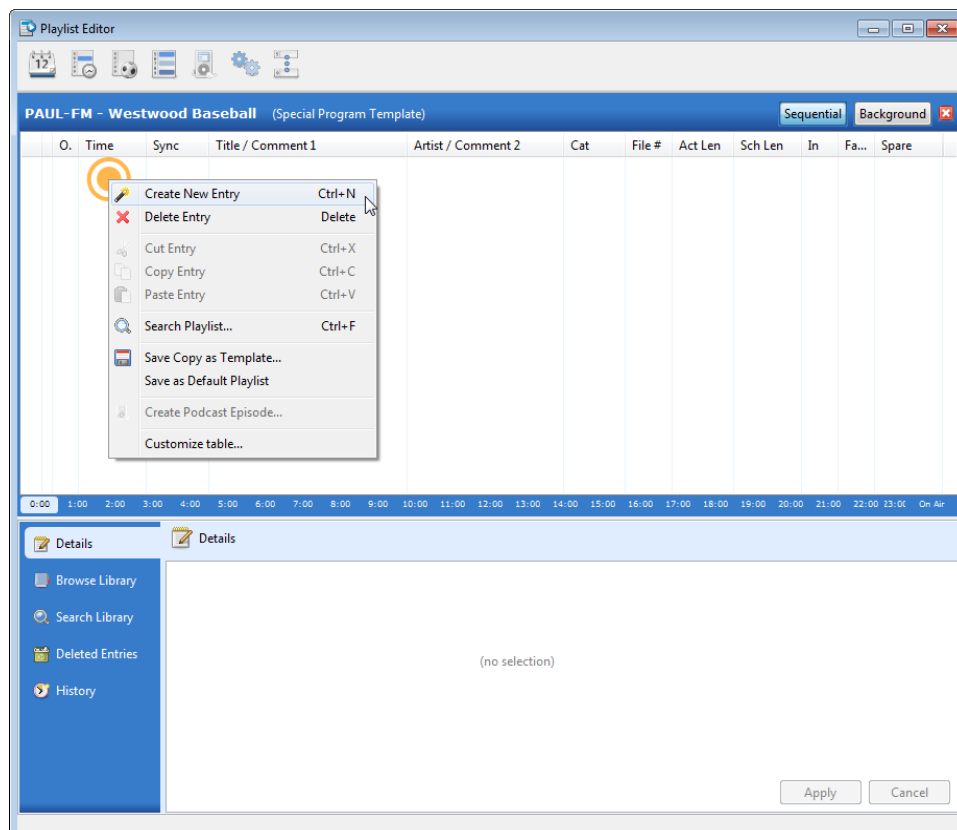 Playlist Editor
12
PAUL-FM - Westwood Baseball (Special Program Template) Sequential Background
O. Time Sync Title / Comment 1 Artist / Comment 2 Cat File # Act Len Sch Len In Fa... Spare
Create New Entry Ctrl+N
Delete Entry Delete
Cut Entry Ctrl+X
Copy Entry Ctrl+C
Paste Entry Ctrl+V
Search Playlist... Ctrl+F
Save Copy as Template...
Save as Default Playlist
Create Podcast Episode...
Customize table...
0:00 1:00 2:00 3:00 4:00 5:00 6:00 7:00 8:00 9:00 10:00 11:00 12:00 13:00 14:00 15:00 16:00 17:00 18:00 19:00 20:00 21:00 22:00 23:00 On Air
Details
Details
Browse Library
Search Library
Deleted Entries
History
(no selection)
Apply Cancel